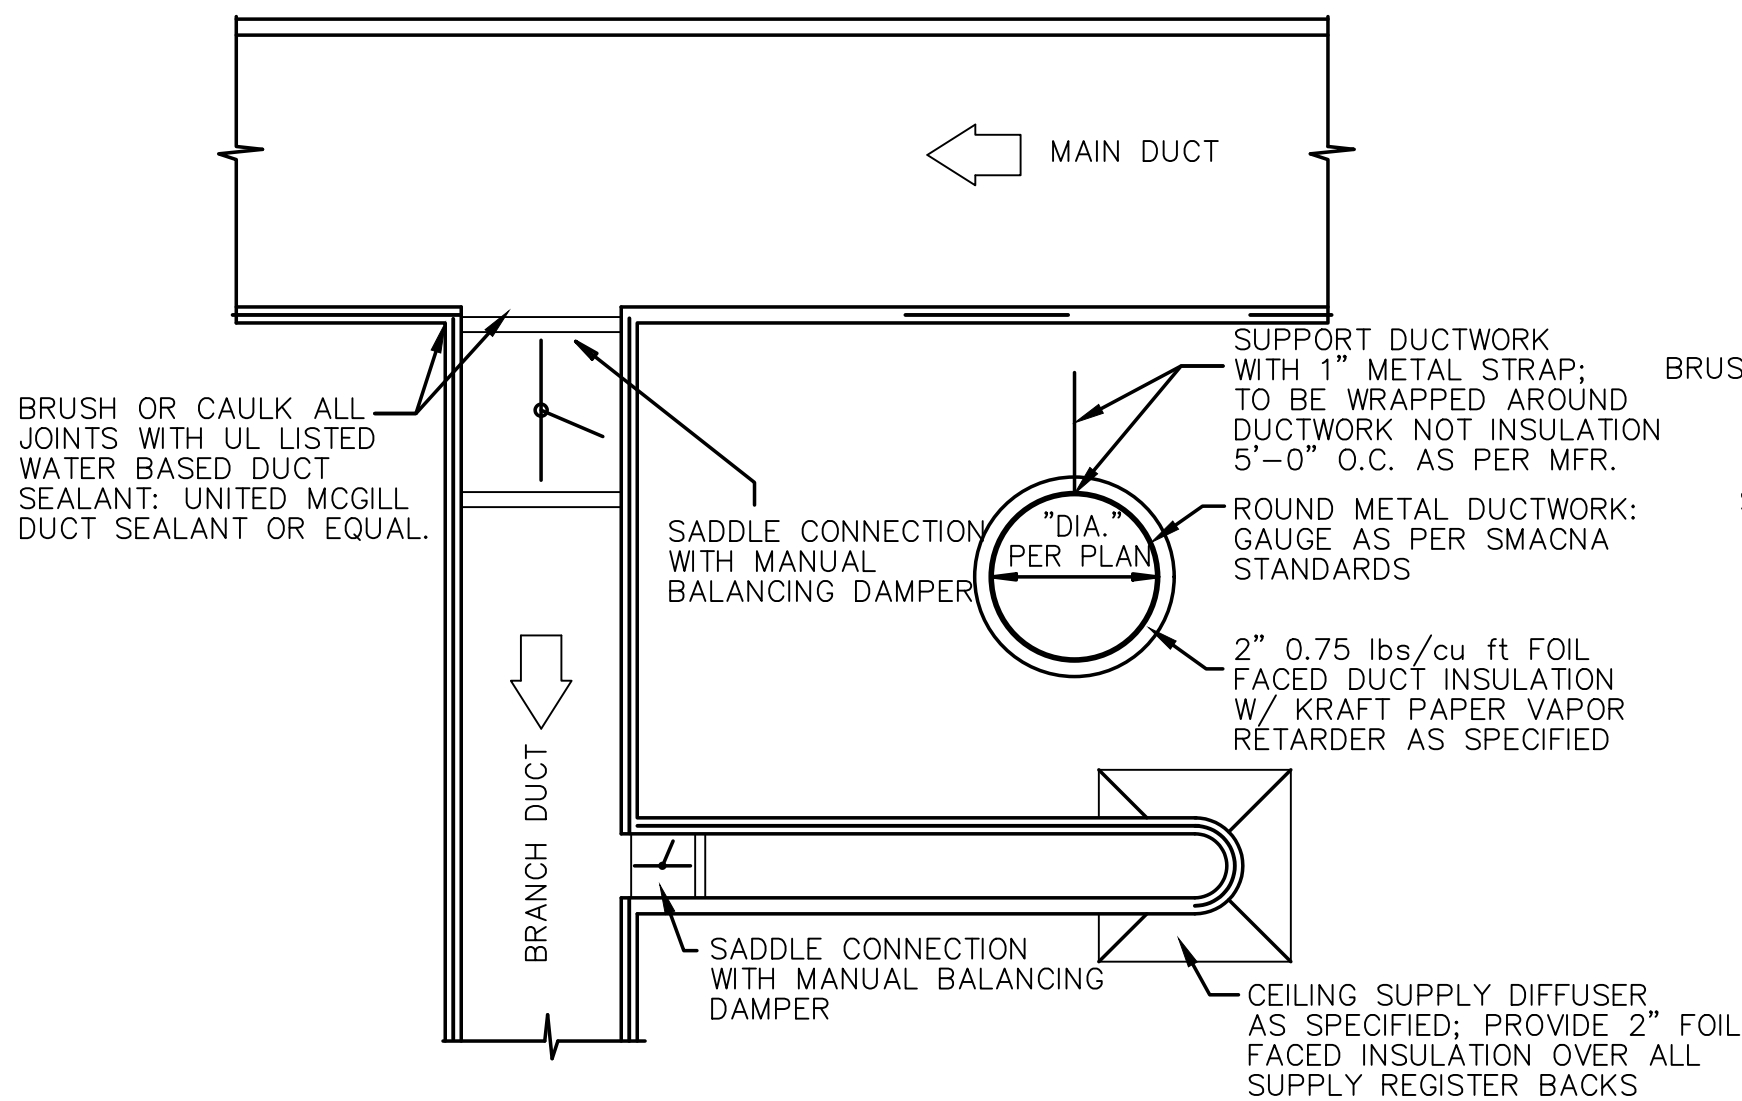 MAIN DUCT
SUPPORT DUCTWORK
WITH 1" METAL STRAP;
TO BE WRAPPED AROUND
DUCTWORK NOT INSULATION
5'-0" O.C. AS PER MFR.
BRUSH OR CAULK ALL
JOINTS WITH UL LISTED
WATER BASED DUCT
SEALANT: UNITED MCGILL
DUCT SEALANT OR EQUAL.
SADDLE CONNECTION
WITH MANUAL
BALANCING DAMPER
"DIA."
PER PLAN
ROUND METAL DUCTWORK:
GAUGE AS PER SMACNA
STANDARDS
2" 0.75 lbs/cu ft FOIL
FACED DUCT INSULATION
W/ KRAFT PAPER VAPOR
RETARDER AS SPECIFIED
BRANCH DUCT
SADDLE CONNECTION
WITH MANUAL BALANCING
DAMPER
CEILING SUPPLY DIFFUSER
AS SPECIFIED; PROVIDE 2" FOIL
FACED INSULATION OVER ALL
SUPPLY REGISTER BACKS